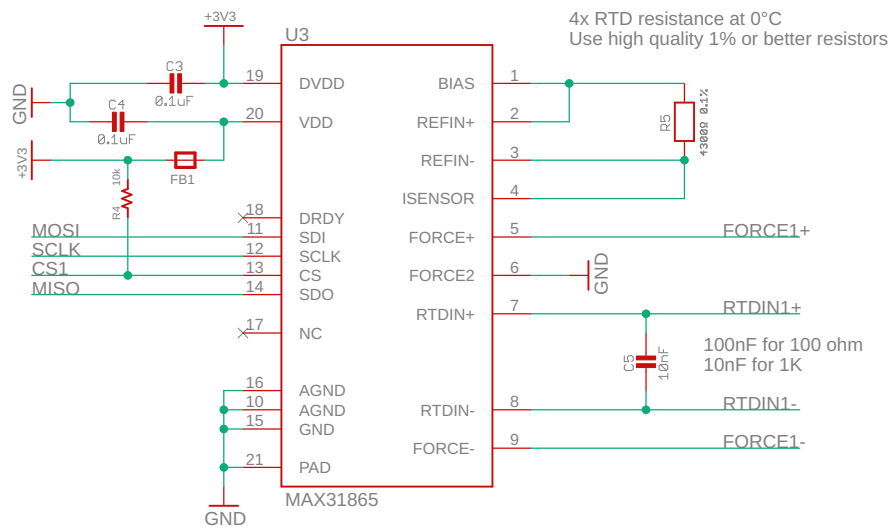 +3V3
U3
4x RTD resistance at 0°C
Use high quality 1% or better resistors
C3
19
DVDD
BIAS
1
GND
0.1uF
C4
20
VDD
REFIN+
2
R5
4300Ω 0.1%
0.1uF
+3V3
FB1
REFIN-
3
10k
R4
ISENSOR
4
18
DRDY
MOSI
11
SDI
FORCE+
5
FORCE1+
SCLK
12
SCLK
CS1
13
CS
FORCE2
6
GND
MISO
14
SDO
RTDIN+
7
RTDIN1+
17
NC
100nF for 100 ohm
10nF for 1K
C5
10nF
16
AGND
10
AGND
RTDIN-
8
RTDIN1-
15
GND
FORCE-
9
FORCE1-
21
PAD
MAX31865
GND